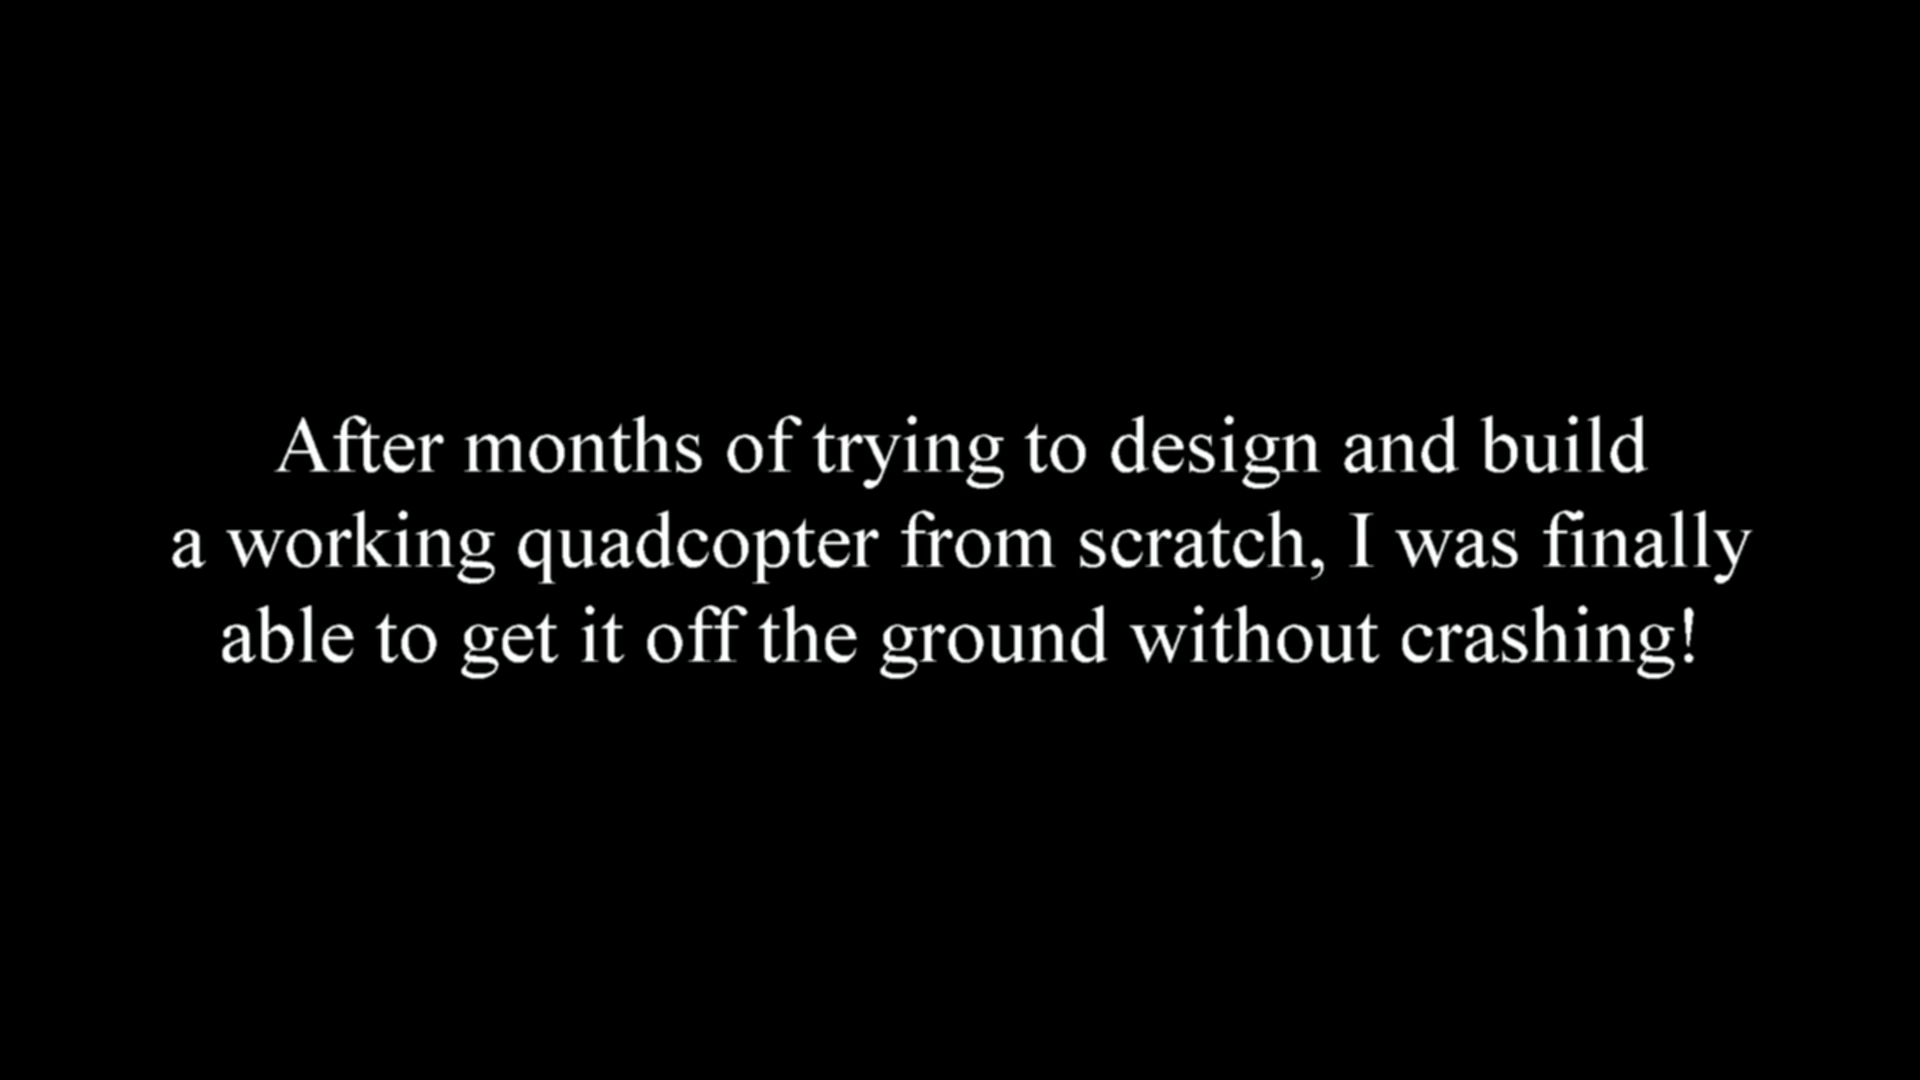 After months of trying to design and build
a working quadcopter from scratch, I was finally
able to get it off the ground without crashing!